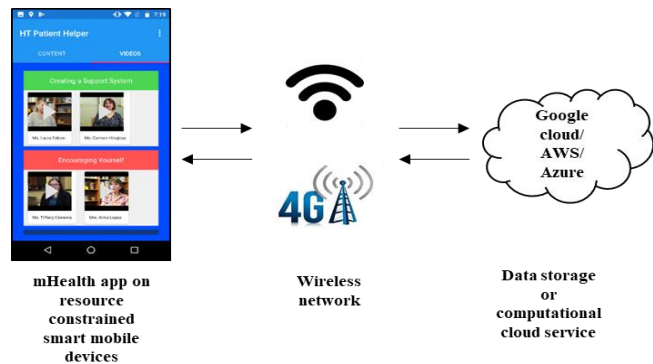 7:19
HT Patient Helper
CONTENT VIDEOS
Creating a Support System
Ms. Laura Fabian Ms. Carmen
Encouraging Yourself
Ms. Tiffany Clemens Mrs. Anna Lopez
4G
Google
cloud/
AWS/
Azure
mHealth app on
resource
constrained
smart mobile
devices
Wireless
network
Data storage
or
computational
cloud service